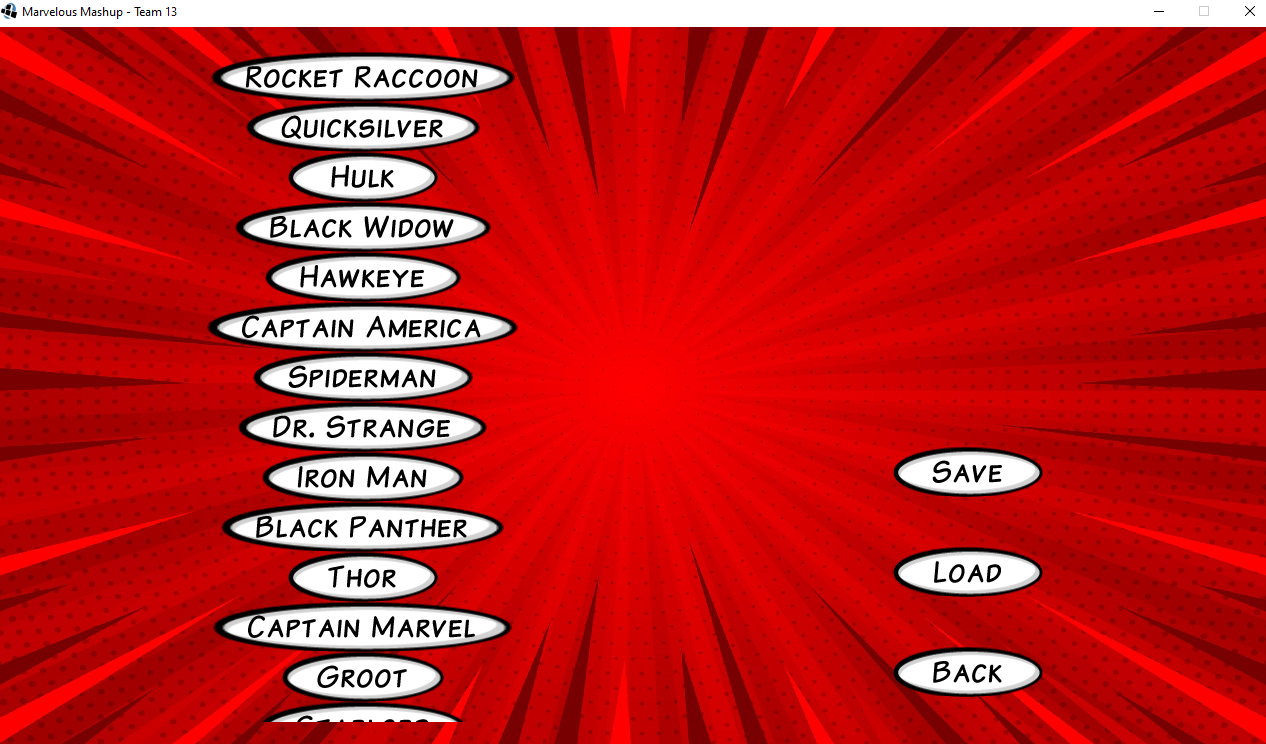 Marvelous Mashup - Team 13
Rocket Raccoon
Quicksilver
Hulk
Black Widow
Hawkeye
Captain America
Spiderman
Dr. Strange
Iron Man
Black Panther
Thor
Captain Marvel
Groot
Save
Load
Back